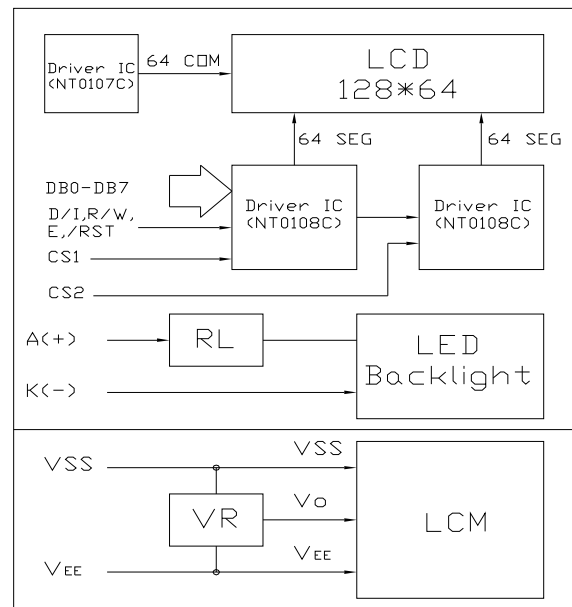 Driver IC
(NT0107C)
64 COM
LCD
128*64
64 SEG
64 SEG
DB0-DB7
D/I,R/W,
E,/RST
CS1
CS2
Driver IC
(NT0108C)
Driver IC
(NT0108C)
A(+)
RL
K(-)
LED
Backlight
VSS
VSS
VR
Vo
LCM
VEE
VEE